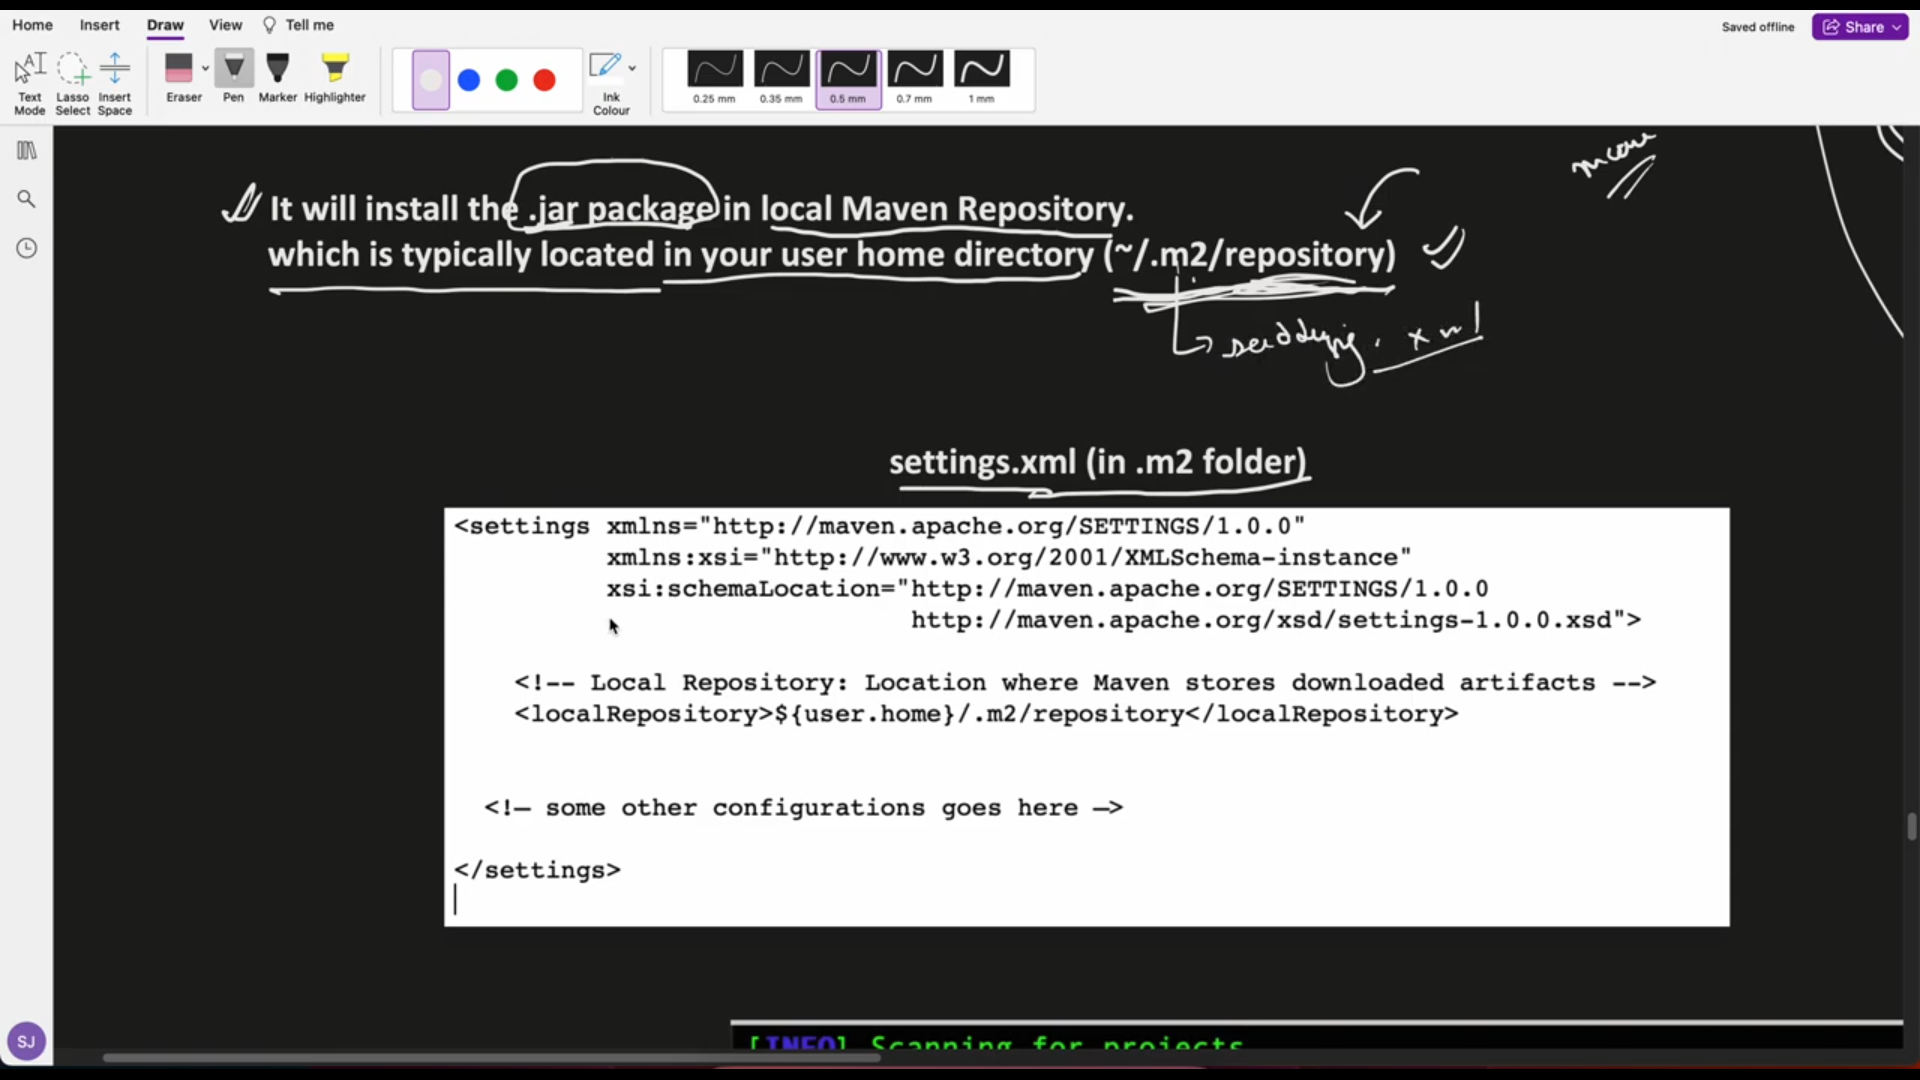 Home Insert Draw View Tell me
Saved offline Share
Text Mode
Lasso Select
Insert Space
Eraser
Pen
Marker
Highlighter
Ink Colour
0.25 mm
0.35 mm
0.5 mm
0.7 mm
1 mm
It will install the .jar package in local Maven Repository.
which is typically located in your user home directory (~/.m2/repository)
settings.xml (in .m2 folder)
<settings xmlns="http://maven.apache.org/SETTINGS/1.0.0"
xmlns:xsi="http://www.w3.org/2001/XMLSchema-instance"
xsi:schemaLocation="http://maven.apache.org/SETTINGS/1.0.0
http://maven.apache.org/xsd/settings-1.0.0.xsd">
<!-- Local Repository: Location where Maven stores downloaded artifacts -->
<localRepository>${user.home}/.m2/repository</localRepository>
<!— some other configurations goes here —>
</settings>
SJ
[INFO] Scanning for projects